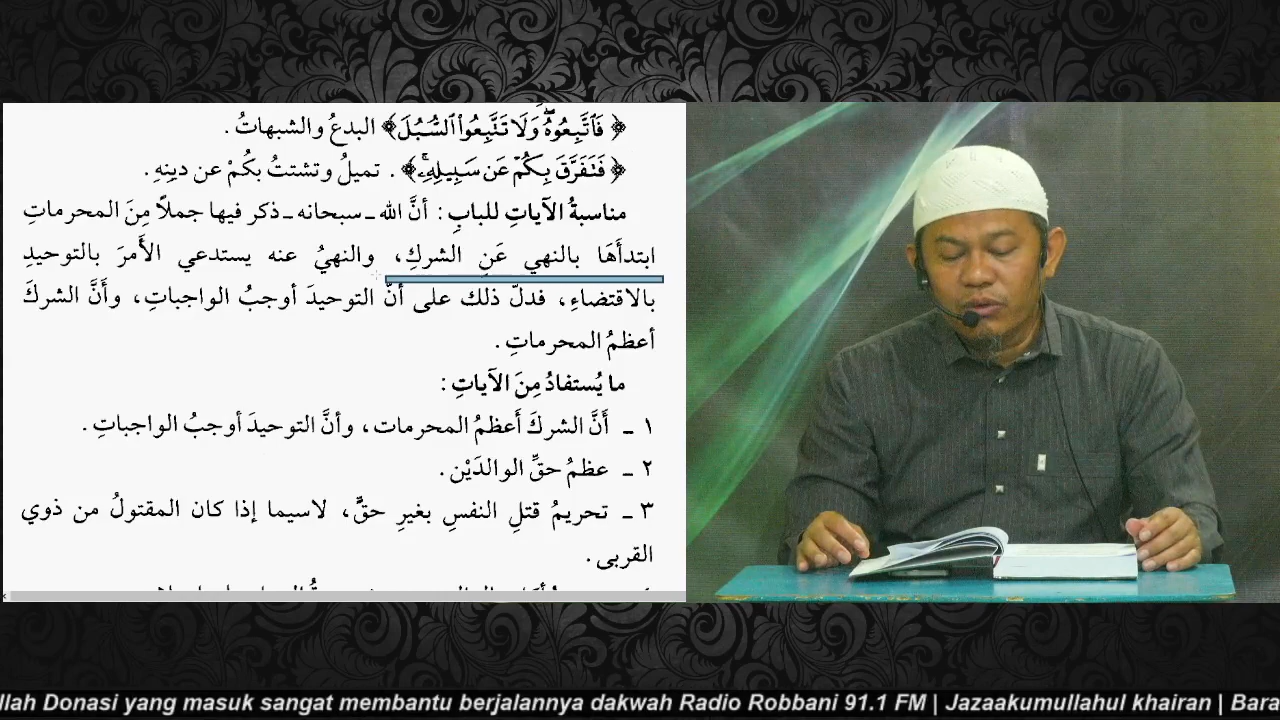 ﴿ فَٱتَّبِعُوهُۖ وَلَا تَتَّبِعُوا۟ ٱلسُّبُلَ﴾ البدعُ والشبهاتُ .
﴿ فَتَفَرَّقَ بِكُمْ عَن سَبِيلِهِۦۚ﴾ . تميلُ وتشتتُ بكُمْ عن دينِهِ .
مناسبةُ الآياتِ للبابِ : أنَّ الله ـ سبحانه ـ ذكر فيها جملاً مِنَ المحرماتِ
ابتدأَهَا بالنهيِ عَنِ الشركِ، والنهيُ عنه يستدعي الأَمرَ بالتوحيدِ
بالاقتضاءِ، فدلّ ذلك على أنّ التوحيدَ أوجبُ الواجباتِ، وأَنَّ الشركَ
أعظمُ المحرماتِ .
ما يُستفادُ مِنَ الآياتِ :
١ ـ أَنَّ الشركَ أَعظمُ المحرمات، وأنَّ التوحيدَ أوجبُ الواجباتِ .
٢ ـ عظمُ حقِّ الوالدَيْن .
٣ ـ تحريمُ قتلِ النفسِ بغيرِ حقٍّ، لاسيما إذا كان المقتولُ من ذوي
القربى .
llah Donasi yang masuk sangat membantu berjalannya dakwah Radio Robbani 91.1 FM | Jazaakumullahul khairan | Bara